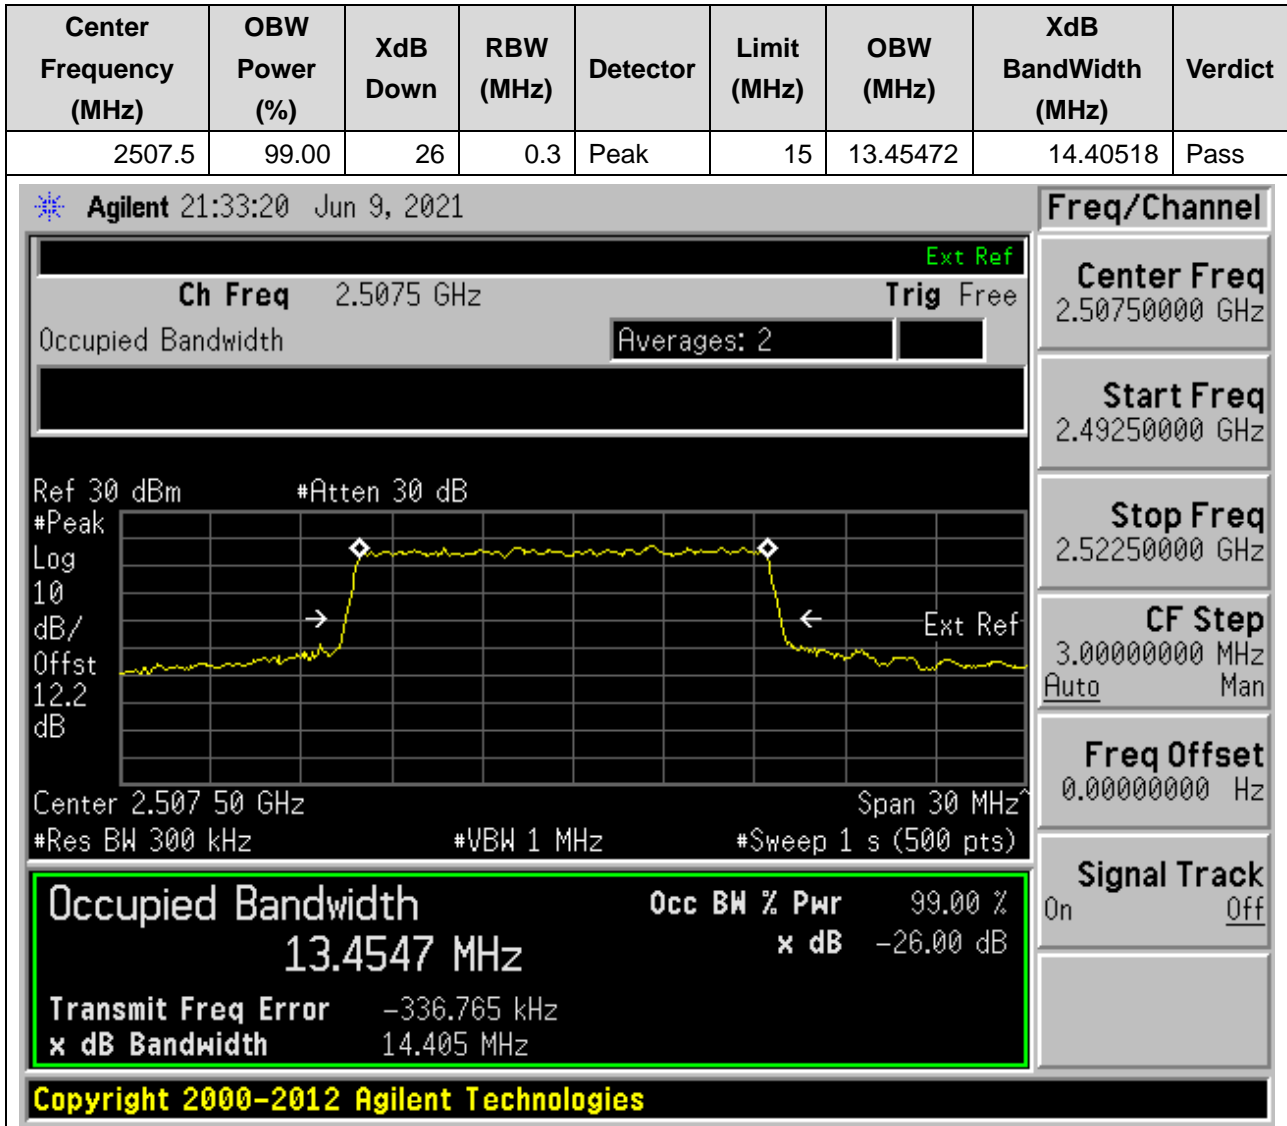 Center Frequency (MHz) OBW Power (%) XdB Down RBW (MHz) Detector Limit (MHz) OBW (MHz) XdB BandWidth (MHz) Verdict
2507.5 99.00 26 0.3 Peak 15 13.45472 14.40518 Pass
Agilent 21:33:20 Jun 9, 2021
Freq/Channel
Ext Ref
Ch Freq 2.5075 GHz Trig Free
Occupied Bandwidth Averages: 2
Center Freq
2.50750000 GHz
Start Freq
2.49250000 GHz
Stop Freq
2.52250000 GHz
CF Step
3.00000000 MHz
Auto Man
Freq Offset
0.00000000 Hz
Signal Track
On Off
Ref 30 dBm #Atten 30 dB
#Peak
Log
10
dB/
Offst
12.2
dB
Ext Ref
Center 2.507 50 GHz Span 30 MHz^
#Res BW 300 kHz #VBW 1 MHz #Sweep 1 s (500 pts)
Occupied Bandwidth
13.4547 MHz
Occ BW % Pwr 99.00 %
x dB -26.00 dB
Transmit Freq Error -336.765 kHz
x dB Bandwidth 14.405 MHz
Copyright 2000-2012 Agilent Technologies